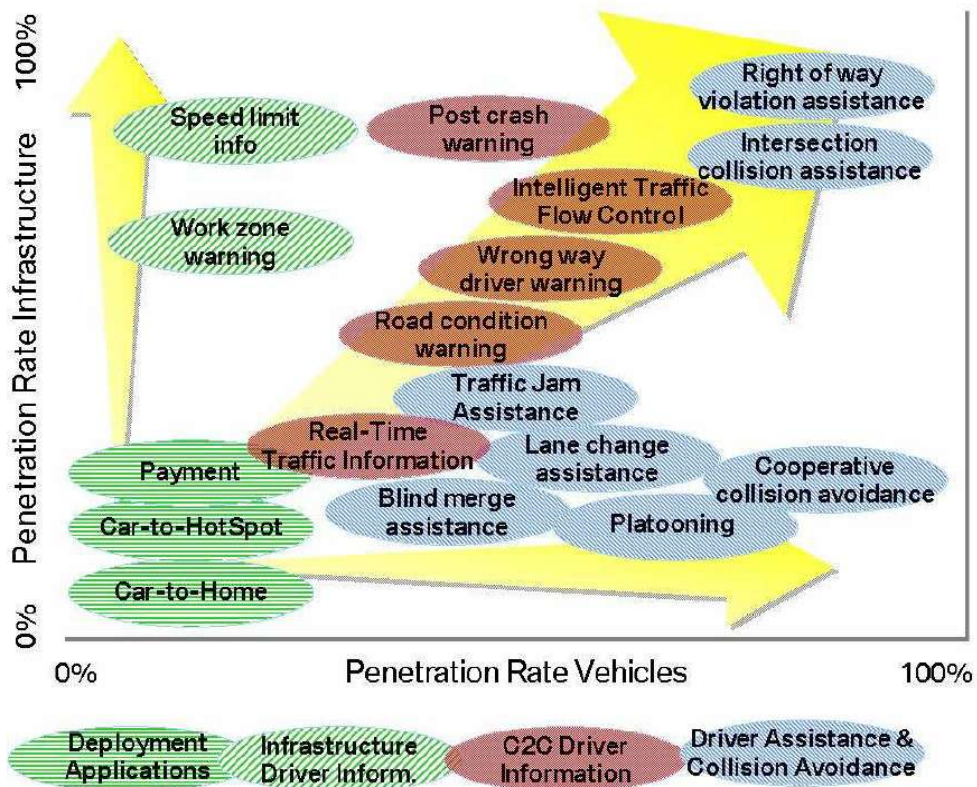 100%
Penetration Rate Infrastructure
0%
Right of way
violation assistance
Speed limit
info
Post crash
warning
Intersection
collision assistance
Intelligent Traffic
Flow Control
Work zone
warning
Wrong way
driver warning
Road condition
warning
Traffic Jam
Assistance
Real-Time
Traffic Information
Lane change
assistance
Payment
Cooperative
collision avoidance
Blind merge
assistance
Car-to-HotSpot
Platooning
Car-to-Home
0%
Penetration Rate Vehicles
100%
Deployment
Applications
Infrastructure
Driver Inform.
C2C Driver
Information
Driver Assistance &
Collision Avoidance